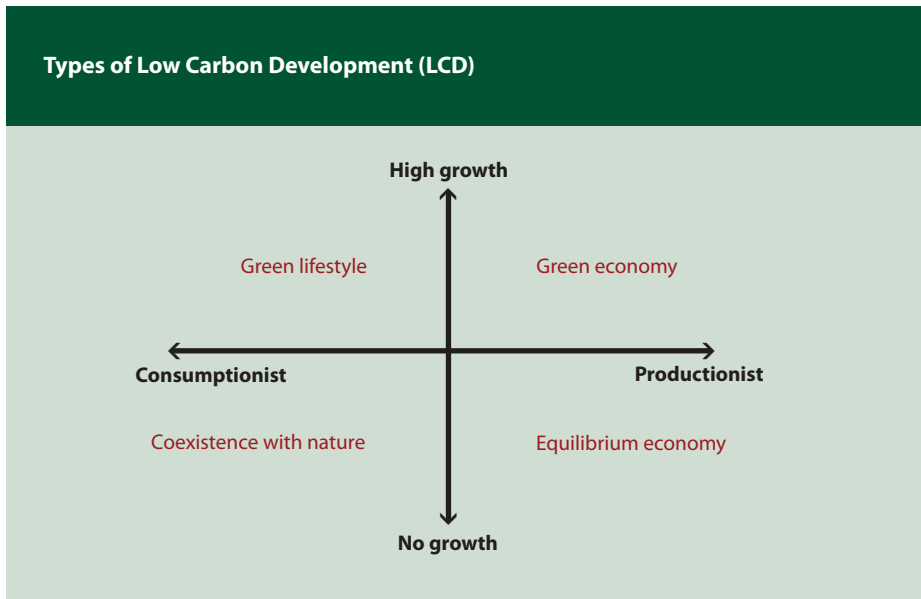 Types of Low Carbon Development (LCD)
High growth
Green lifestyle
Green economy
Consumptionist
Productionist
Coexistence with nature
Equilibrium economy
No growth